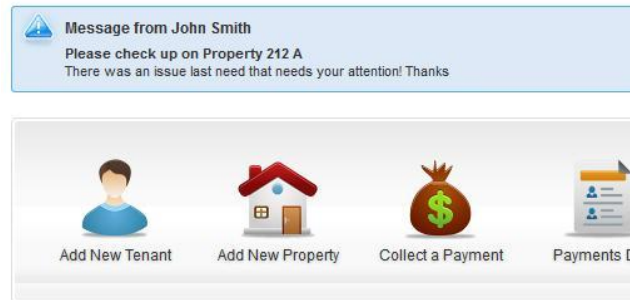 Message from John Smith
Please check up on Property 212 A
There was an issue last need that needs your attention! Thanks
Add New Tenant Add New Property Collect a Payment Payments D